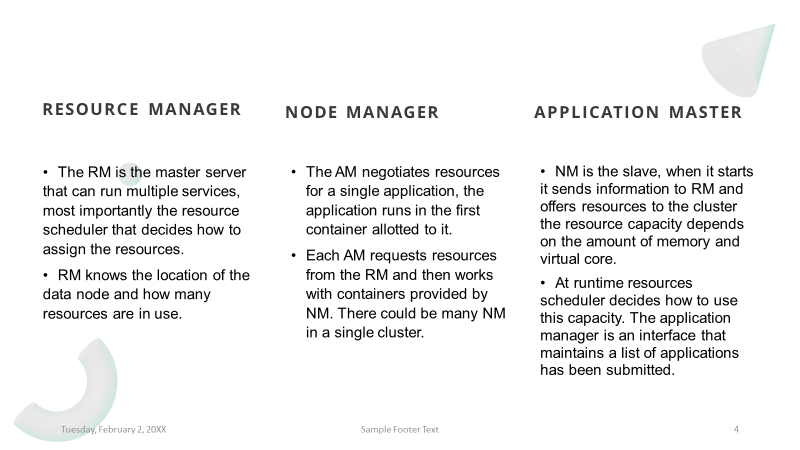 RESOURCE MANAGER
• The RM is the master server
that can run multiple services,
most importantly the resource
scheduler that decides how to
assign the resources.
• RM knows the location of the
data node and how many
resources are in use.
NODE MANAGER
• The AM negotiates resources
for a single application, the
application runs in the first
container allotted to it.
• Each AM requests resources
from the RM and then works
with containers provided by
NM. There could be many NM
in a single cluster.
APPLICATION MASTER
• NM is the slave, when it starts
it sends information to RM and
offers resources to the cluster
the resource capacity depends
on the amount of memory and
virtual core.
• At runtime resources
scheduler decides how to use
this capacity. The application
manager is an interface that
maintains a list of applications
has been submitted.
Tuesday, February 2, 20XX
Sample Footer Text
4